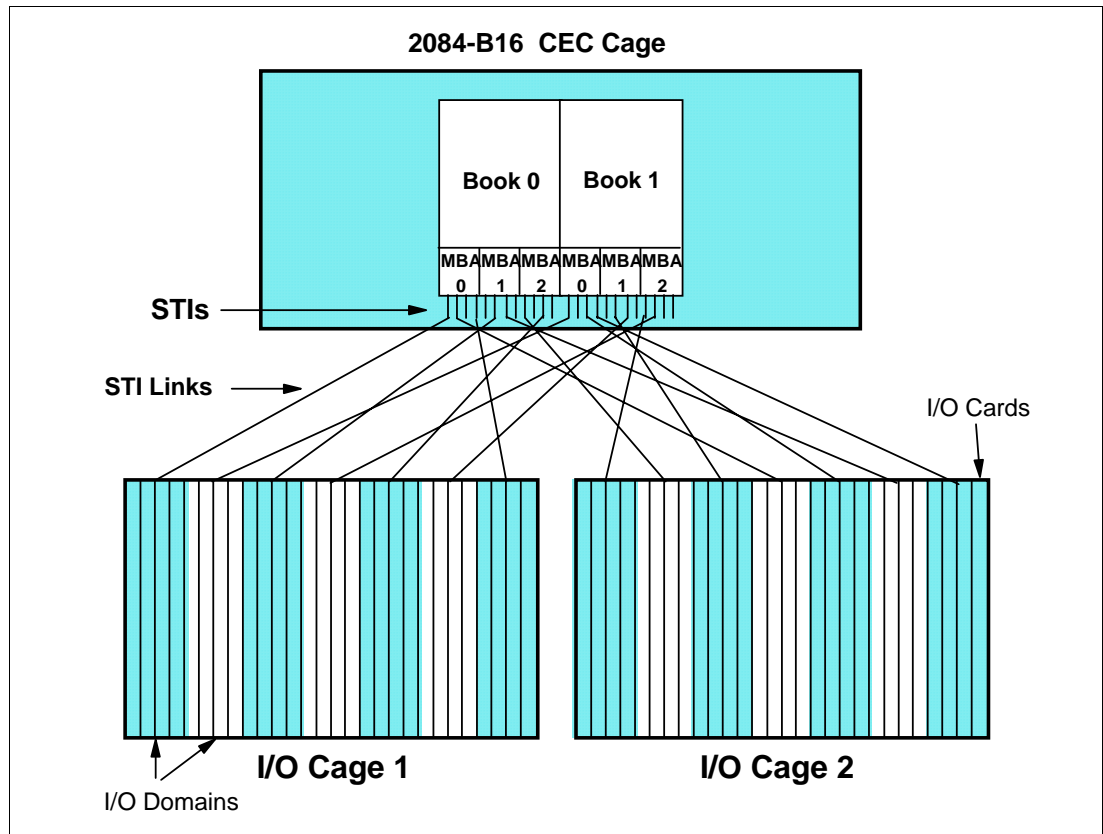 2084-B16 CEC Cage
Book 0 Book 1
MBA MBA MBA MBA MBA MBA
0 1 2 0 1 2
STIs
STI Links
I/O Cards
I/O Cage 1 I/O Cage 2
I/O Domains